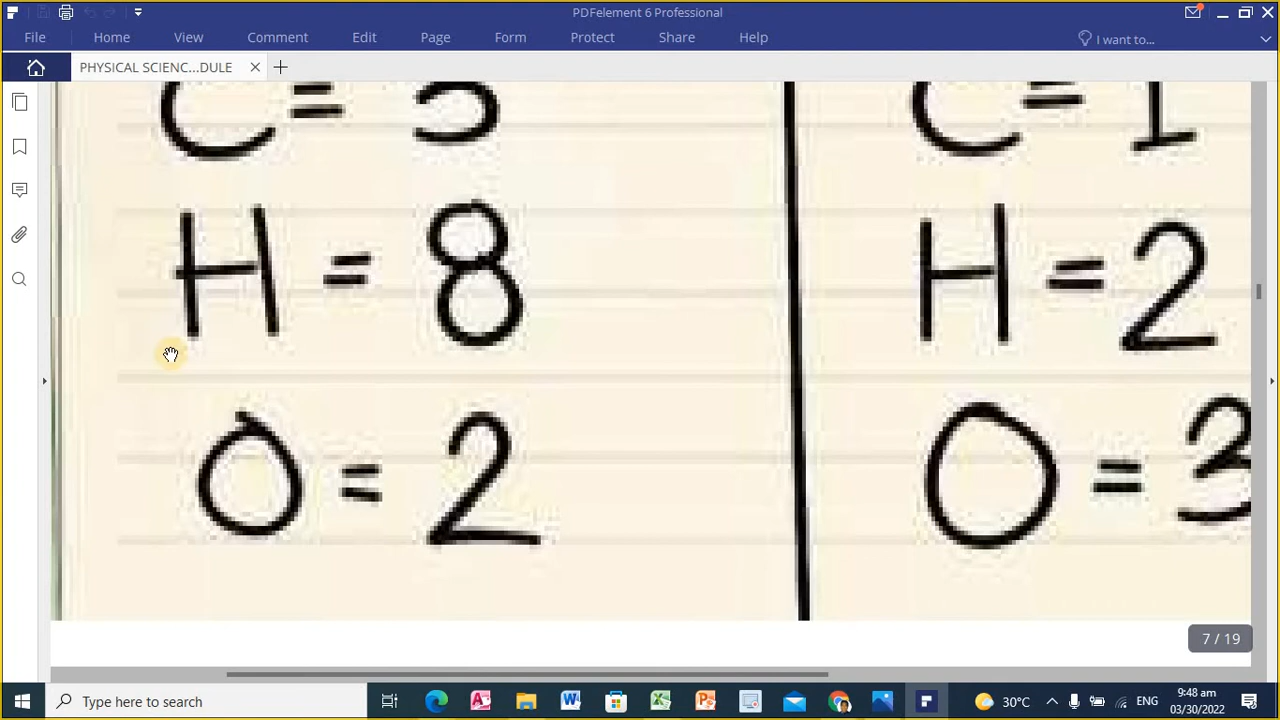 PDFelement 6 Professional
File Home View Comment Edit Page Form Protect Share Help I want to...
PHYSICAL SCIENC...DULE
C = 3 C = 1
H = 8 H = 2
O = 2 O = 3
7 / 19
Type here to search 30°C ENG 9:48 am
03/30/2022